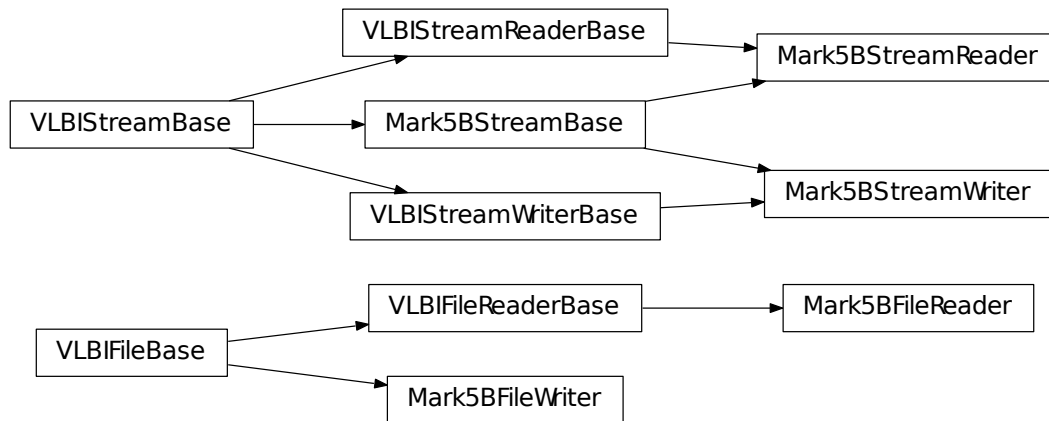 VLBIStreamReaderBase
Mark5BStreamReader
VLBIStreamBase
Mark5BStreamBase
Mark5BStreamWriter
VLBIStreamWriterBase
VLBIFileReaderBase
Mark5BFileReader
VLBIFileBase
Mark5BFileWriter